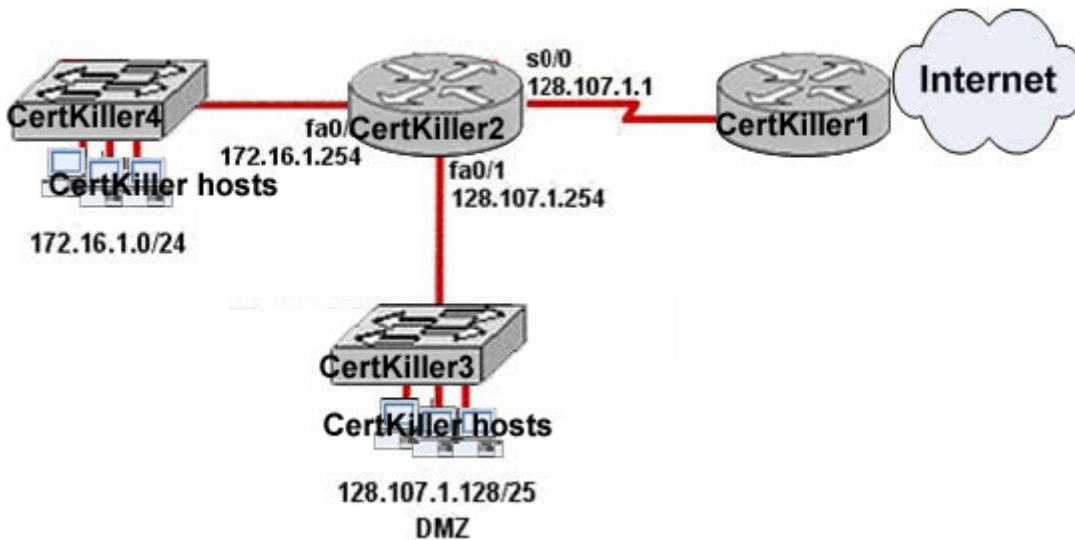 s0/0
128.107.1.1
Internet
CertKiller4
CertKiller2
CertKiller1
fa0/
172.16.1.254
fa0/1
128.107.1.254
CertKiller hosts
172.16.1.0/24
CertKiller3
CertKiller hosts
128.107.1.128/25
DMZ